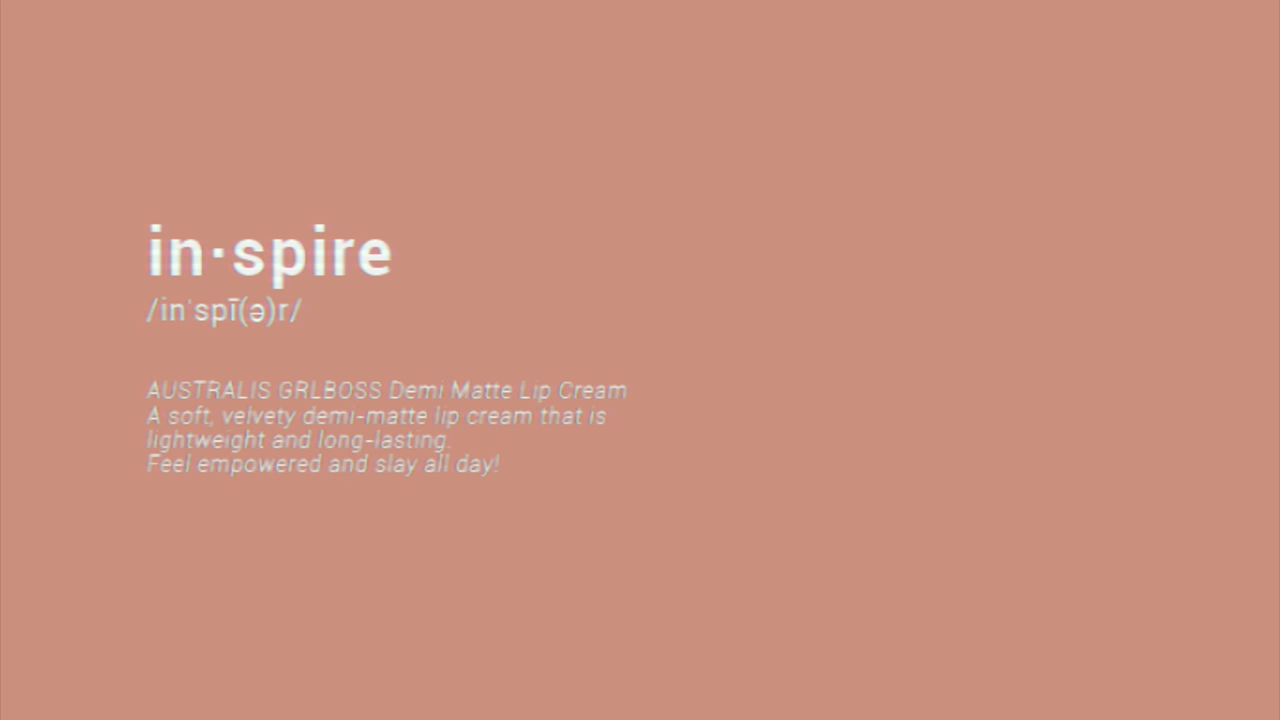 in·spire
/inˈspī(ə)r/
AUSTRALIS GRLBOSS Demi Matte Lip Cream
A soft, velvety demi-matte lip cream that is
lightweight and long-lasting.
Feel empowered and slay all day!